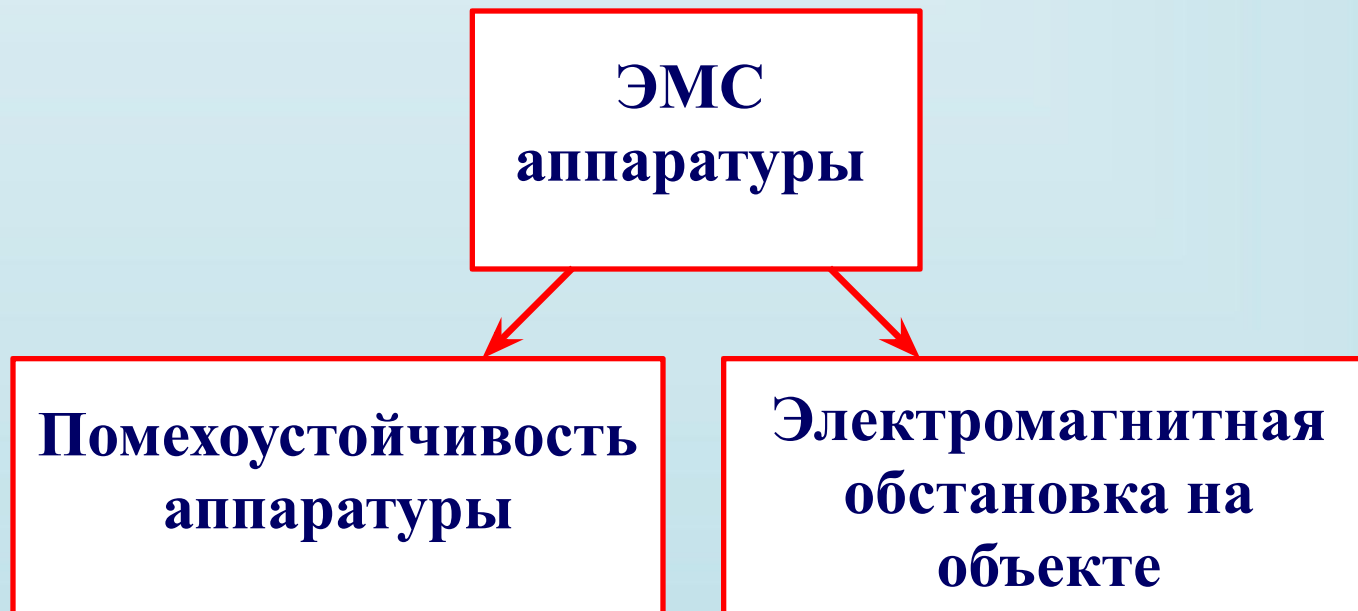 ЭМС
аппаратуры
Помехоустойчивость
аппаратуры
Электромагнитная
обстановка на
объекте